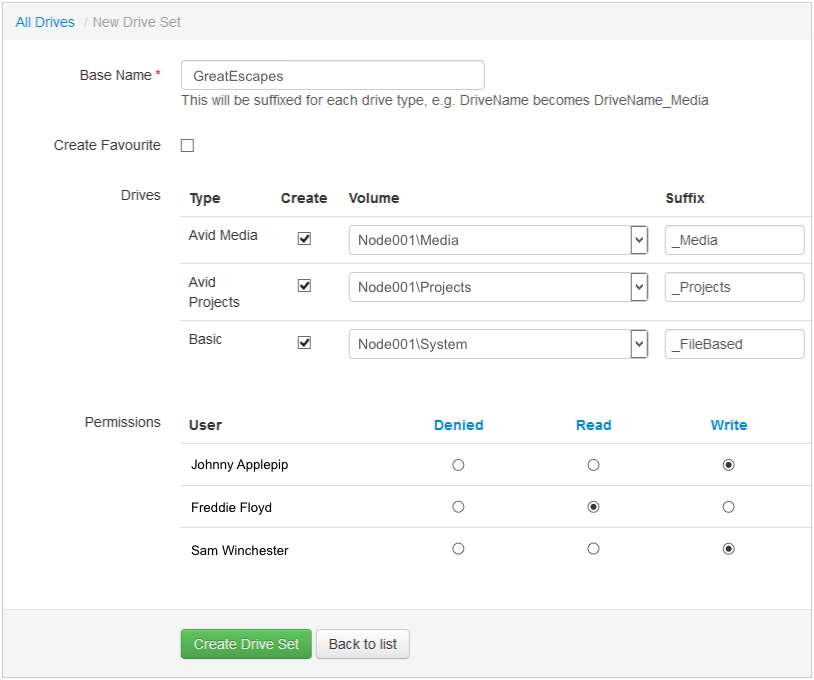 All Drives / New Drive Set
Base Name * GreatEscapes
This will be suffixed for each drive type, e.g. DriveName becomes DriveName_Media
Create Favourite
Drives Type Create Volume Suffix
Avid Media Node001\Media _Media
Avid
Projects Node001\Projects _Projects
Basic Node001\System _FileBased
Permissions User Denied Read Write
Johnny Applepip
Freddie Floyd
Sam Winchester
Create Drive Set Back to list